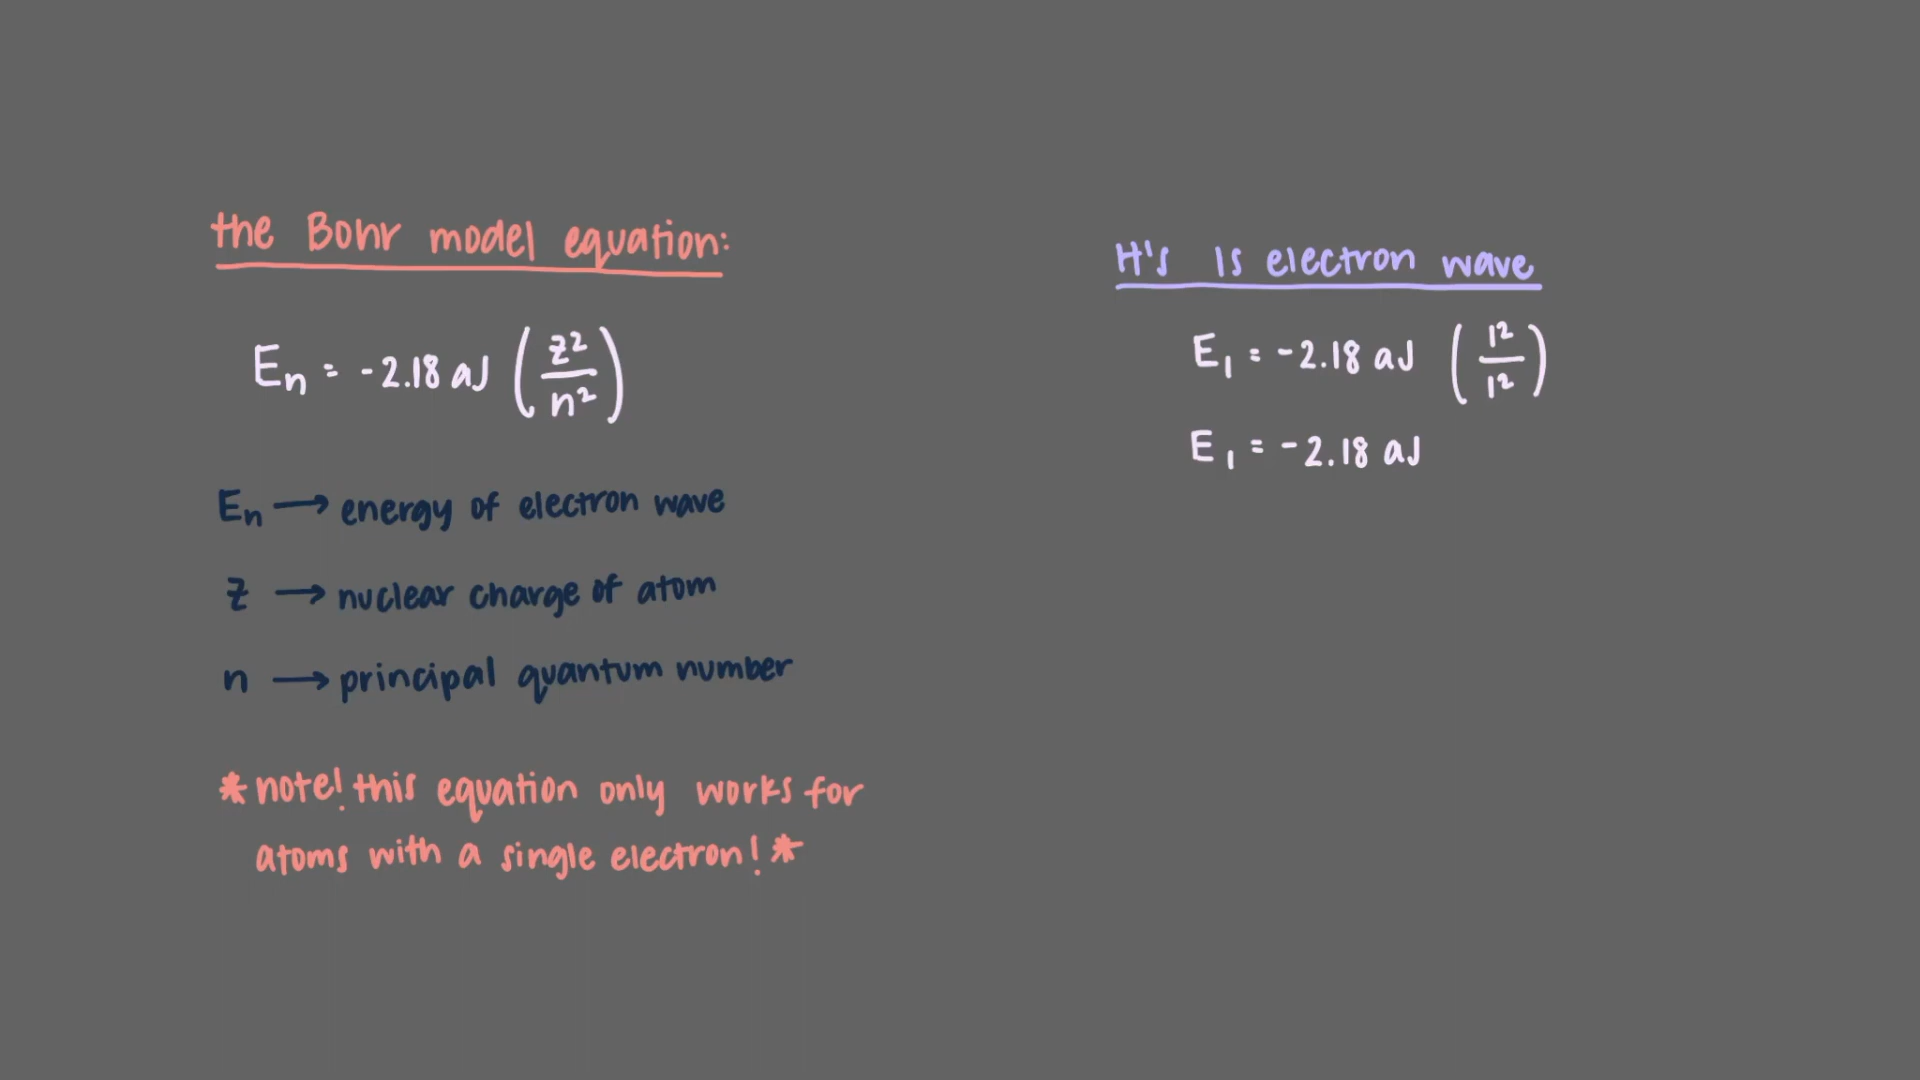 the Bohr model equation:
En = -2.18 aJ (z²/n²)
En → energy of electron wave
z → nuclear charge of atom
n → principal quantum number
*note! this equation only works for
atoms with a single electron!*
H's 1s electron wave
E₁ = -2.18 aJ (1²/1²)
E₁ = -2.18 aJ